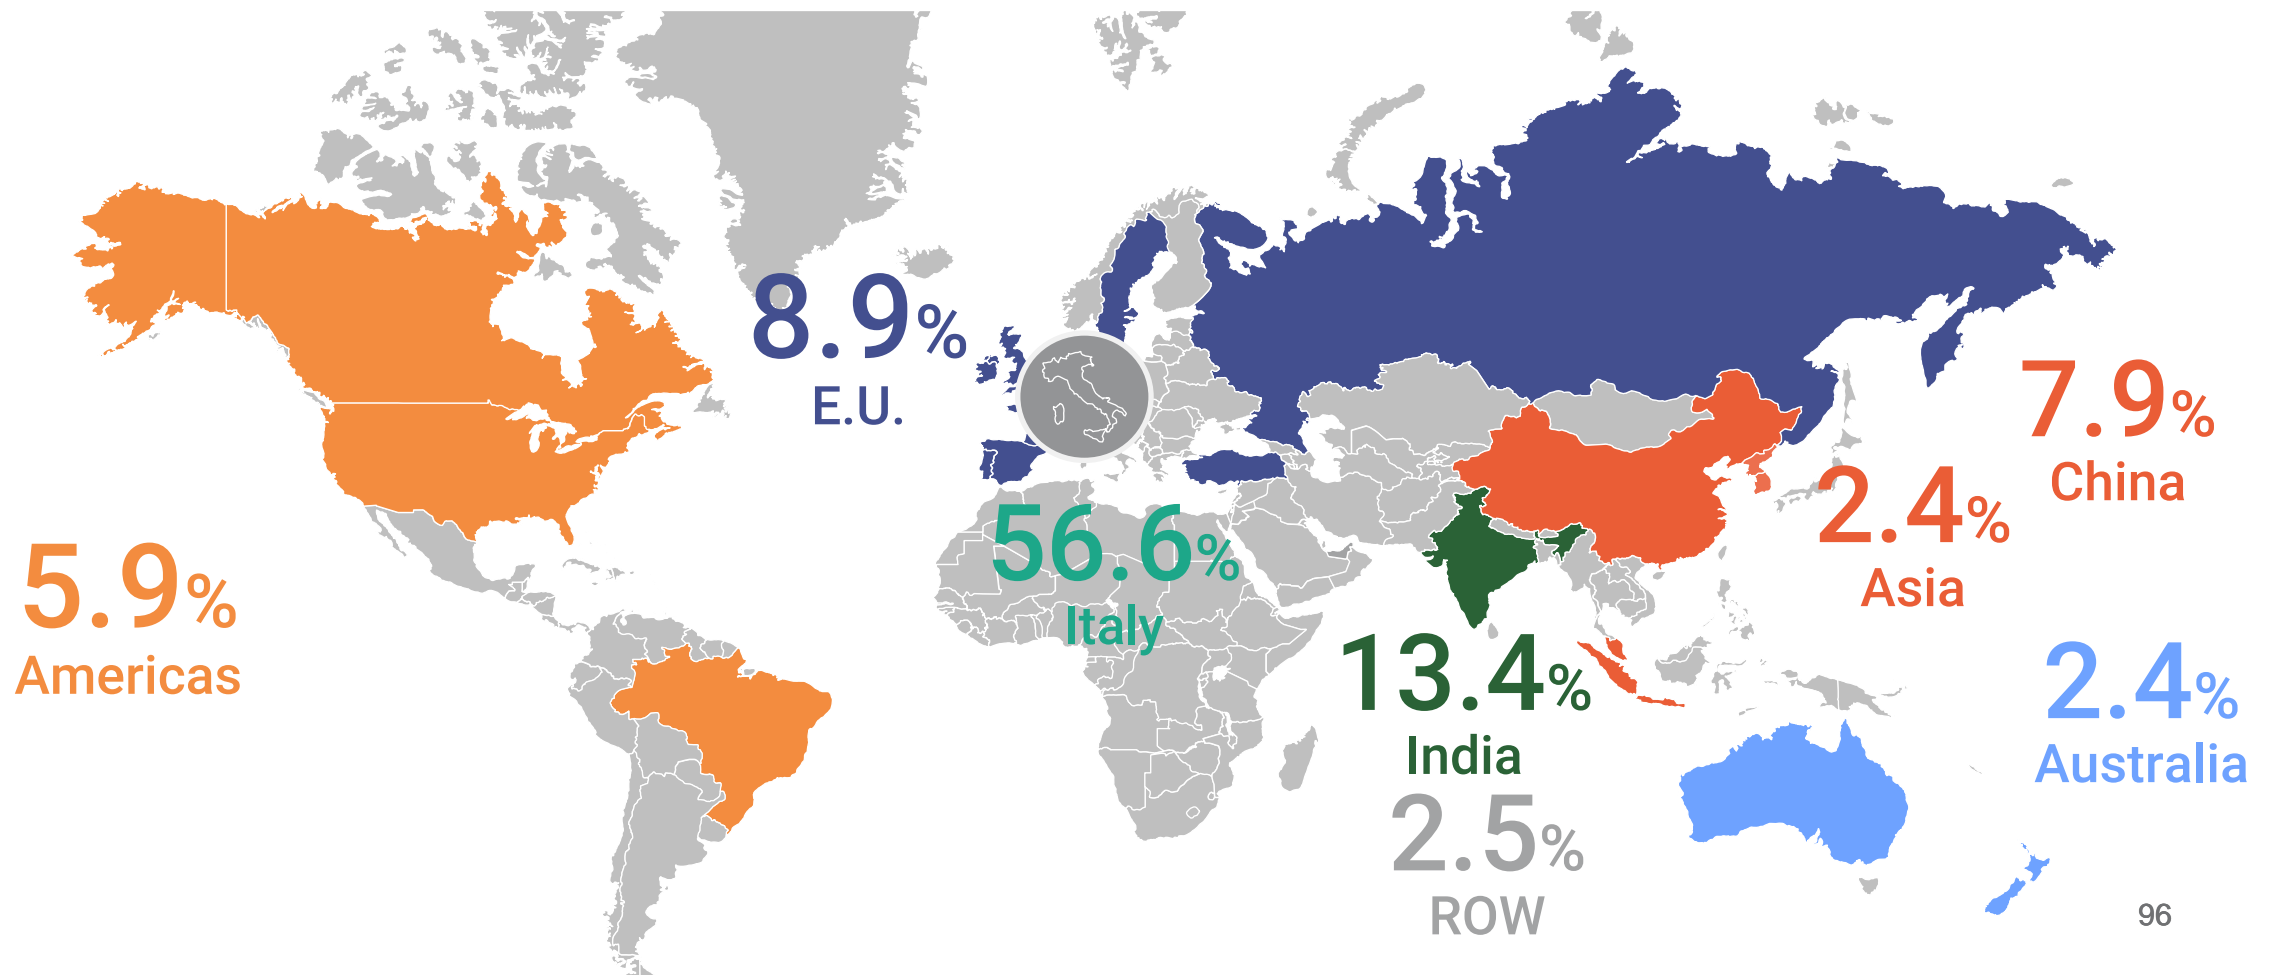 8.9%
E.U.
7.9%
China
2.4%
Asia
56.6%
Italy
5.9%
Americas
13.4%
India
2.4%
Australia
2.5%
ROW
96